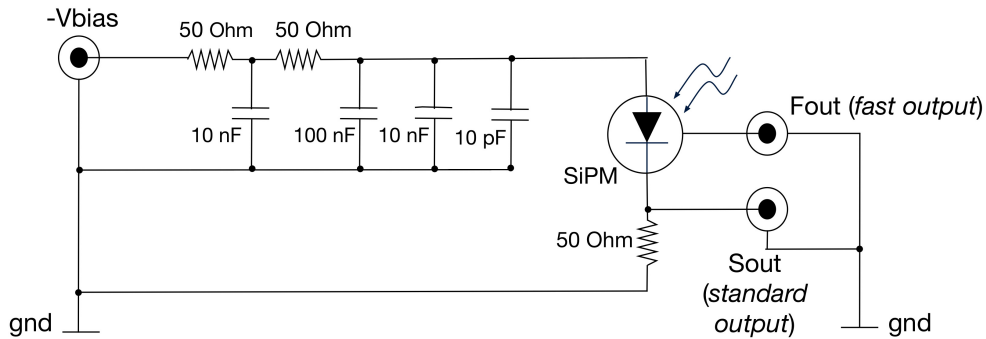 -Vbias
50 Ohm
50 Ohm
10 nF
100 nF
10 nF
10 pF
SiPM
Fout (fast output)
50 Ohm
Sout
(standard
output)
gnd
gnd